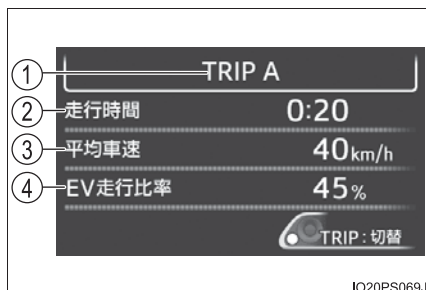 ① TRIP A
② 走行時間 0:20
③ 平均車速 40km/h
④ EV走行比率 45%
TRIP:切替
IO20PS069J